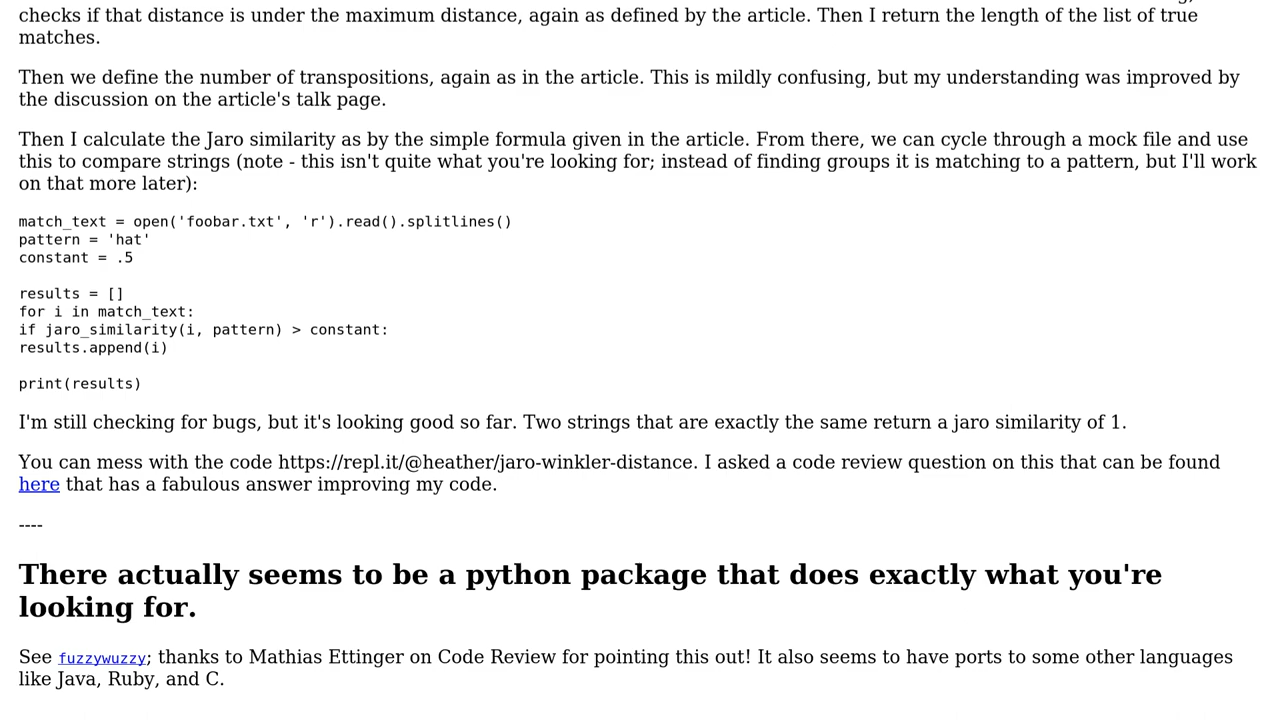 checks if that distance is under the maximum distance, again as defined by the article. Then I return the length of the list of true
matches.
Then we define the number of transpositions, again as in the article. This is mildly confusing, but my understanding was improved by
the discussion on the article's talk page.
Then I calculate the Jaro similarity as by the simple formula given in the article. From there, we can cycle through a mock file and use
this to compare strings (note - this isn't quite what you're looking for; instead of finding groups it is matching to a pattern, but I'll work
on that more later):
match_text = open('foobar.txt', 'r').read().splitlines()
pattern = 'hat'
constant = .5
results = []
for i in match_text:
if jaro_similarity(i, pattern) > constant:
results.append(i)
print(results)
I'm still checking for bugs, but it's looking good so far. Two strings that are exactly the same return a jaro similarity of 1.
You can mess with the code https://repl.it/@heather/jaro-winkler-distance. I asked a code review question on this that can be found
here that has a fabulous answer improving my code.
----
There actually seems to be a python package that does exactly what you're
looking for.
See fuzzywuzzy; thanks to Mathias Ettinger on Code Review for pointing this out! It also seems to have ports to some other languages
like Java, Ruby, and C.